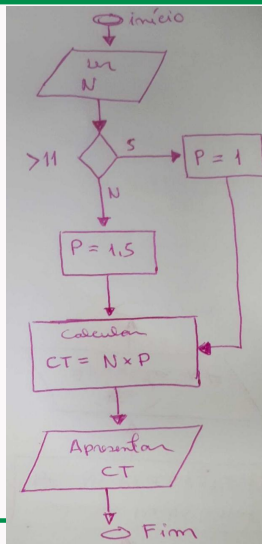 início
Ler
N
>11
S
P = 1
N
P = 1,5
Calcular
CT = N × P
Apresentar
CT
Fim